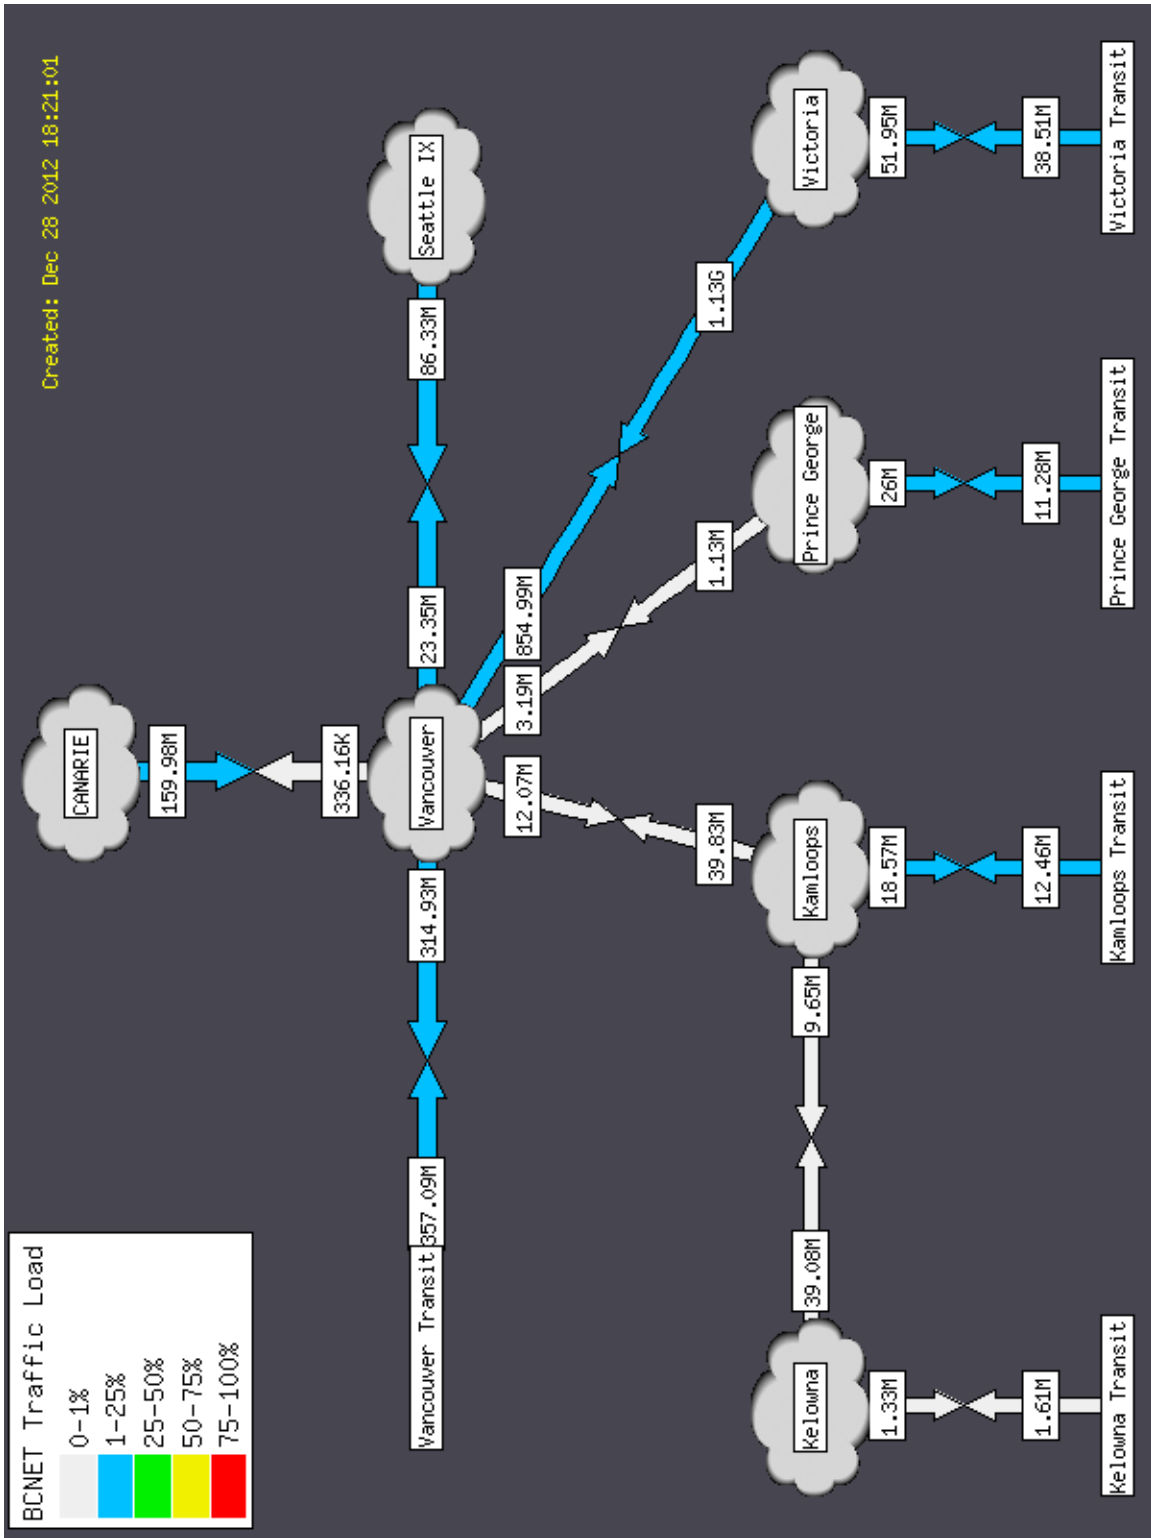 BCNET Traffic Load
0-1%
1-25%
25-50%
50-75%
75-100%
Created: Dec 28 2012 18:21:01
CANARIE
159.98M
336.16K
Vancouver Transit
357.09M
314.93M
Vancouver
23.35M
86.33M
Seattle IX
12.07M
3.19M
854.99M
39.83M
1.13M
1.13G
Kelowna
39.08M
9.65M
Kamloops
Prince George
Victoria
1.33M
18.57M
26M
51.95M
1.61M
12.46M
11.28M
38.51M
Kelowna Transit
Kamloops Transit
Prince George Transit
Victoria Transit